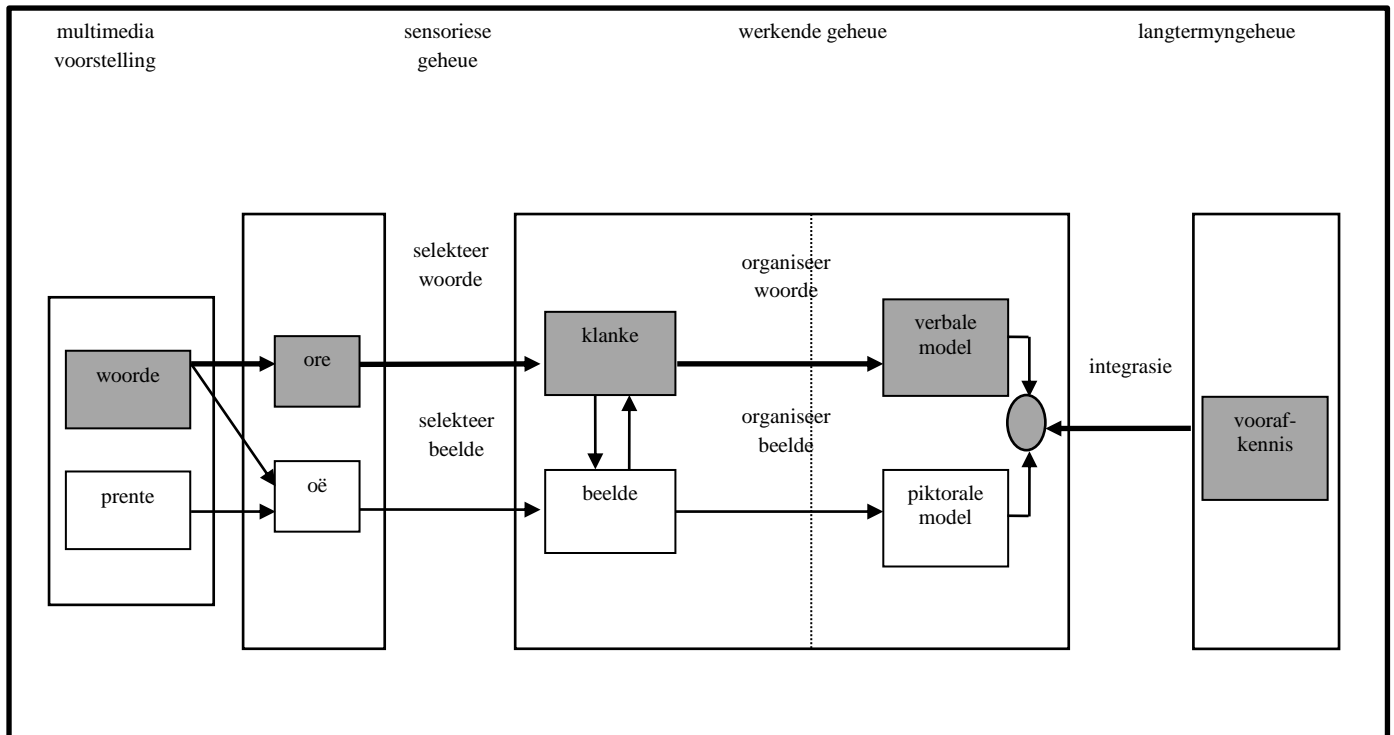 multimedia
voorstelling
sensoriese
geheue
werkende geheue
langtermyngeheue
selekteer
woorde
organiseer
woorde
woorde
ore
klanke
verbale
model
integrasie
selekteer
beelde
organiseer
beelde
vooraf-
kennis
prente
oë
beelde
piktorale
model